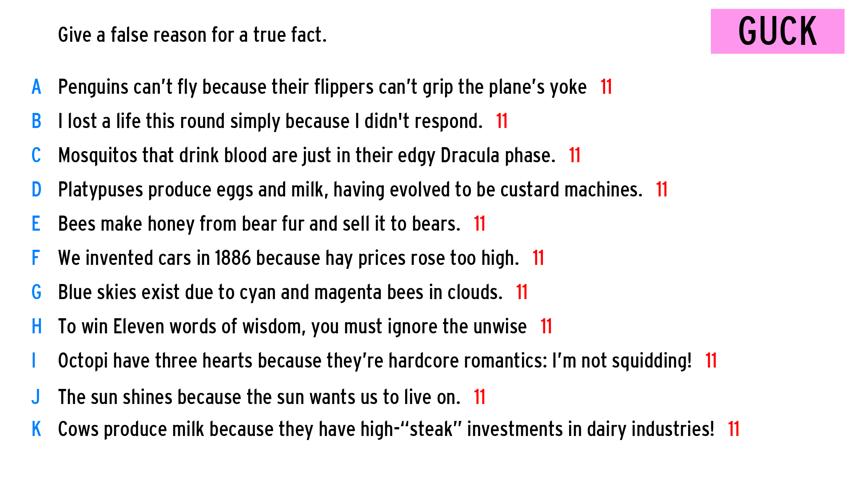 Give a false reason for a true fact.
GUCK
A Penguins can't fly because their flippers can't grip the plane's yoke 11
B I lost a life this round simply because I didn't respond. 11
C Mosquitos that drink blood are just in their edgy Dracula phase. 11
D Platypuses produce eggs and milk, having evolved to be custard machines. 11
E Bees make honey from bear fur and sell it to bears. 11
F We invented cars in 1886 because hay prices rose too high. 11
G Blue skies exist due to cyan and magenta bees in clouds. 11
H To win Eleven words of wisdom, you must ignore the unwise 11
I Octopi have three hearts because they're hardcore romantics: I'm not squidding! 11
J The sun shines because the sun wants us to live on. 11
K Cows produce milk because they have high-“steak” investments in dairy industries! 11